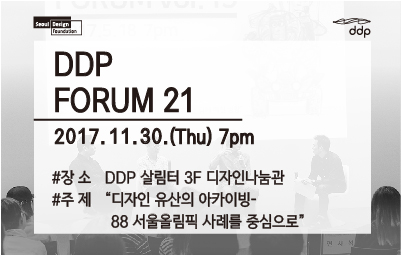 Seoul Design
Foundation
ddp
DDP
FORUM 21
2017.11.30.(Thu) 7pm
#장 소 DDP 살림터 3F 디자인나눔관
#주 제 “디자인 유산의 아카이빙-
88 서울올림픽 사례를 중심으로”